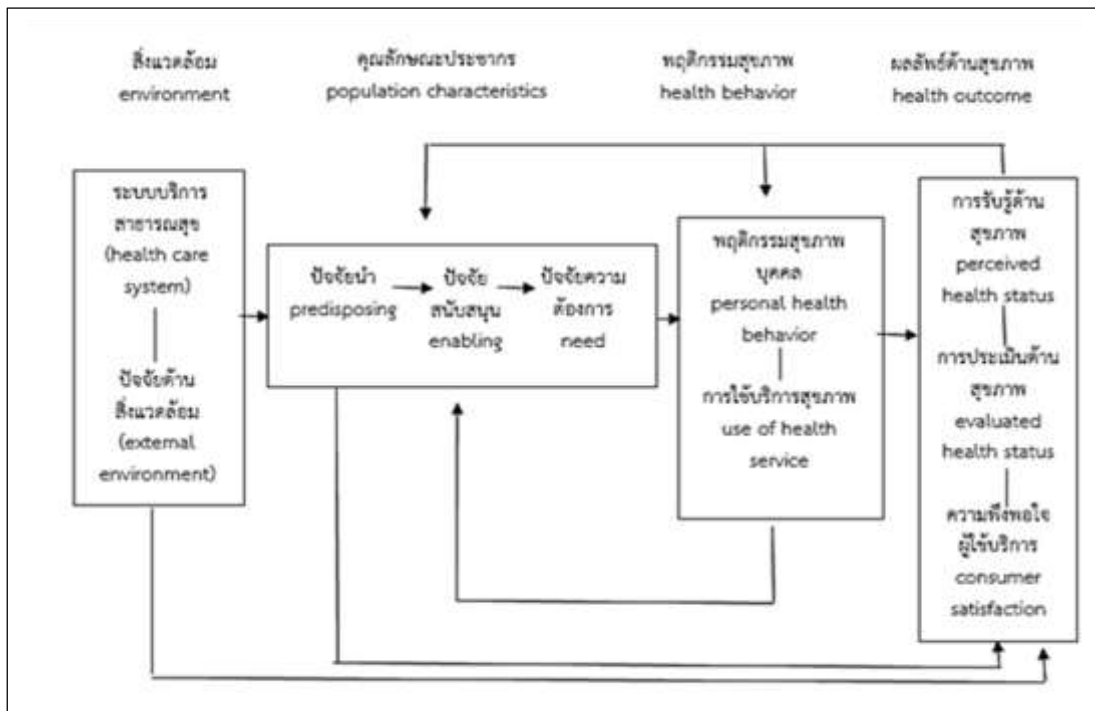 สิ่งแวดล้อม
environment
คุณลักษณะประชากร
population characteristics
พฤติกรรมสุขภาพ
health behavior
ผลลัพธ์ด้านสุขภาพ
health outcome
ระบบบริการ
สาธารณสุข
(health care
system)
ปัจจัยด้าน
สิ่งแวดล้อม
(external
environment)
ปัจจัยนำ
predisposing
ปัจจัย
สนับสนุน
enabling
ปัจจัยความ
ต้องการ
need
พฤติกรรมสุขภาพ
บุคคล
personal health
behavior
การใช้บริการสุขภาพ
use of health
service
การรับรู้ด้าน
สุขภาพ
perceived
health status
การประเมินด้าน
สุขภาพ
evaluated
health status
ความพึงพอใจ
ผู้ใช้บริการ
consumer
satisfaction